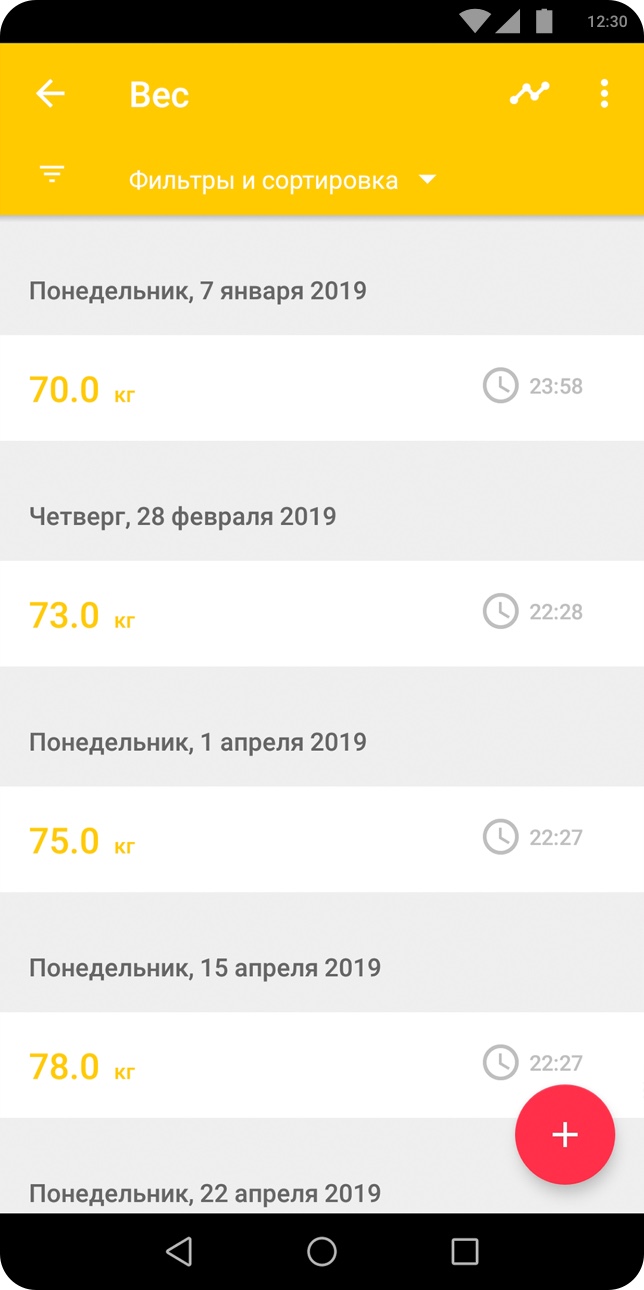 12:30
Вес
Фильтры и сортировка
Понедельник, 7 января 2019
70.0 кг 23:58
Четверг, 28 февраля 2019
73.0 кг 22:28
Понедельник, 1 апреля 2019
75.0 кг 22:27
Понедельник, 15 апреля 2019
78.0 кг 22:27
Понедельник, 22 апреля 2019